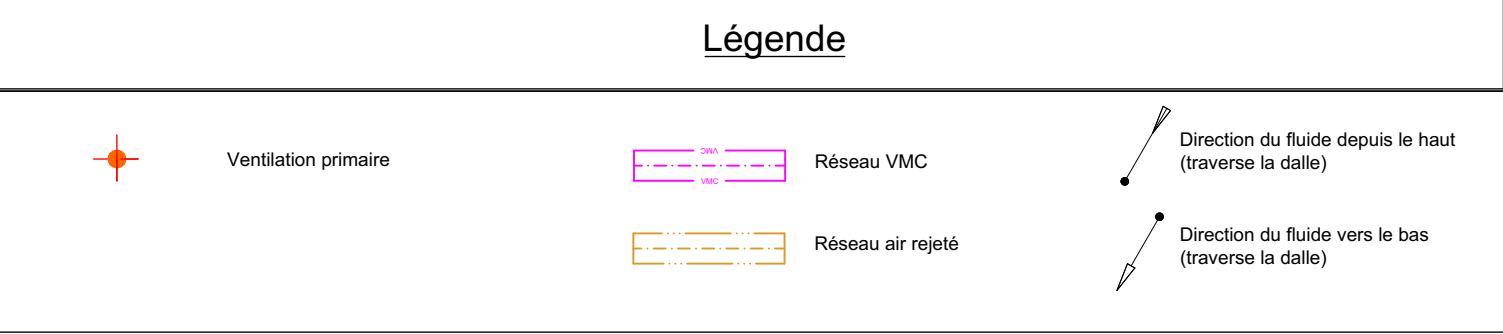 Légende
Ventilation primaire
VMC
VMC
Réseau VMC
Réseau air rejeté
Direction du fluide depuis le haut
(traverse la dalle)
Direction du fluide vers le bas
(traverse la dalle)